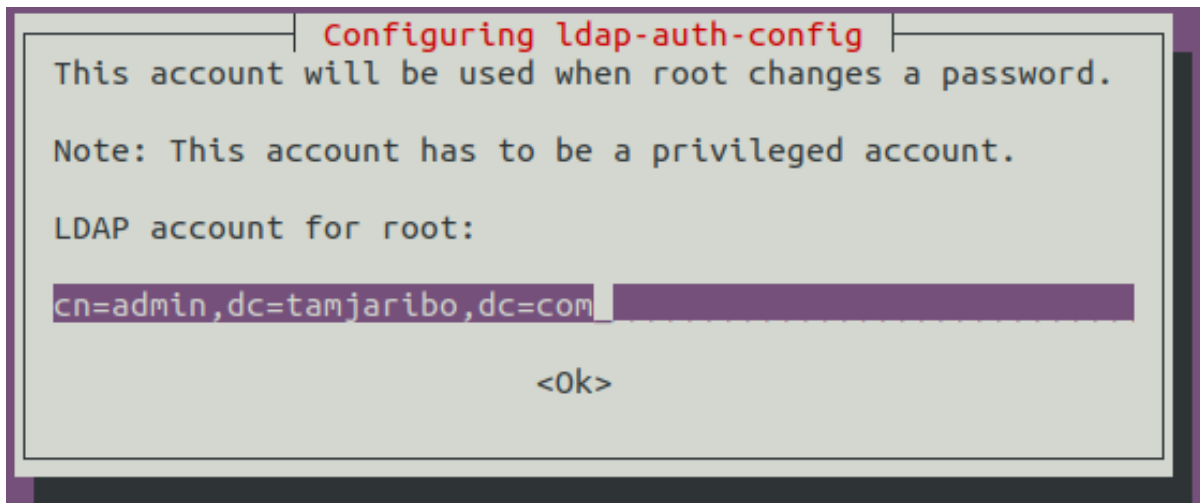 Configuring ldap-auth-config
This account will be used when root changes a password.
Note: This account has to be a privileged account.
LDAP account for root:
cn=admin,dc=tamjaribo,dc=com
<Ok>